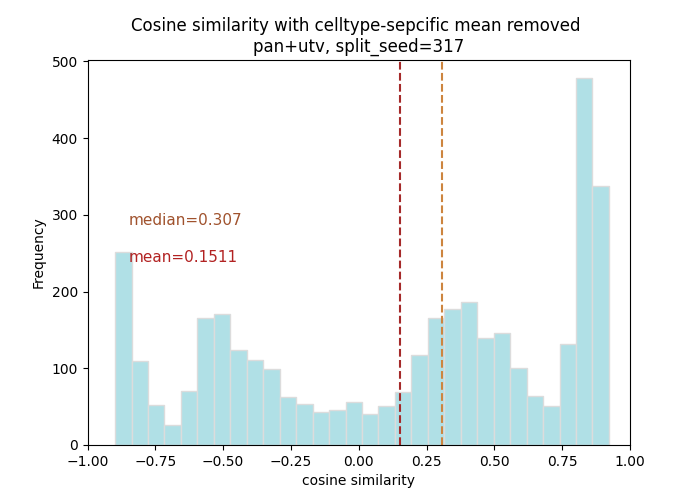 Cosine similarity with celltype-sepcific mean removed
pan+utv, split_seed=317
500
400
300
200
100
0
Frequency
median=0.307
mean=0.1511
−1.00 −0.75 −0.50 −0.25 0.00 0.25 0.50 0.75 1.00
cosine similarity